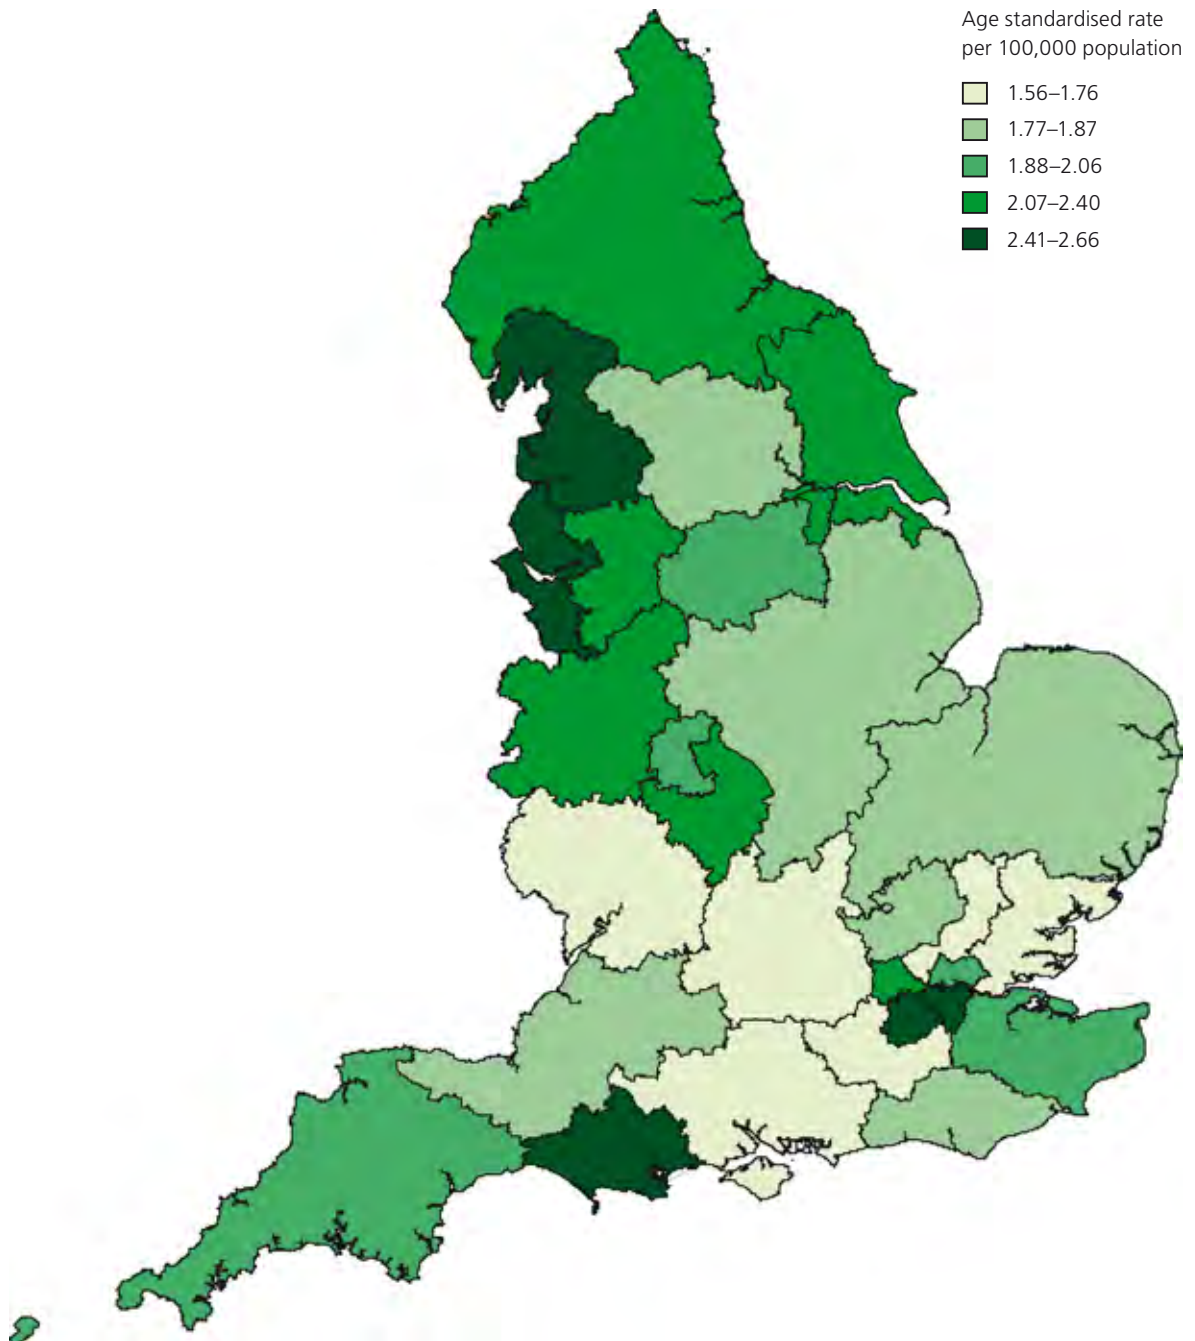 Age standardised rate
per 100,000 population
1.56–1.76
1.77–1.87
1.88–2.06
2.07–2.40
2.41–2.66